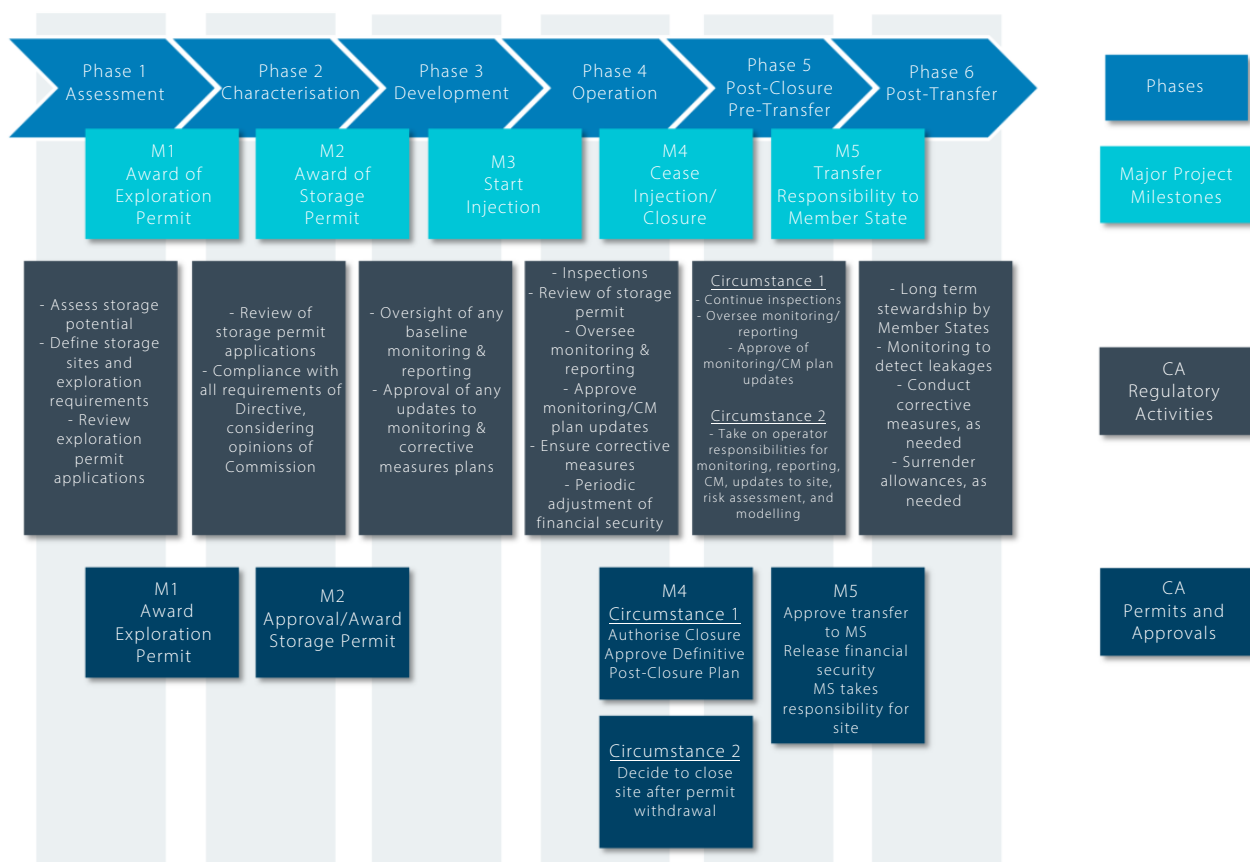 Phase 1
Assessment
Phase 2
Characterisation
Phase 3
Development
Phase 4
Operation
Phase 5
Post-Closure
Pre-Transfer
Phase 6
Post-Transfer
Phases
M1
Award of
Exploration
Permit
M2
Award of
Storage
Permit
M3
Start
Injection
M4
Cease
Injection/
Closure
M5
Transfer
Responsibility to
Member State
Major Project
Milestones
- Assess storage
potential
- Define storage
sites and
exploration
requirements
- Review
exploration
permit
applications
- Review of
storage permit
applications
- Compliance with
all requirements of
Directive,
considering
opinions of
Commission
- Oversight of any
baseline
monitoring &
reporting
- Approval of any
updates to
monitoring &
corrective
measures plans
- Inspections
- Review of storage
permit
- Oversee
monitoring &
reporting
- Approve
monitoring/CM
plan updates
- Ensure corrective
measures
- Periodic
adjustment of
financial security
Circumstance 1
- Continue inspections
- Oversee monitoring/
reporting
- Approve of
monitoring/CM plan
updates
Circumstance 2
- Take on operator
responsibilities for
monitoring, reporting,
CM, updates to site,
risk assessment, and
modelling
- Long term
stewardship by
Member States
- Monitoring to
detect leakages
- Conduct
corrective
measures, as
needed
- Surrender
allowances, as
needed
CA
Regulatory
Activities
M1
Award
Exploration
Permit
M2
Approval/Award
Storage Permit
M4
Circumstance 1
Authorise Closure
Approve Definitive
Post-Closure Plan
Circumstance 2
Decide to close
site after permit
withdrawal
M5
Approve transfer
to MS
Release financial
security
MS takes
responsibility for
site
CA
Permits and
Approvals